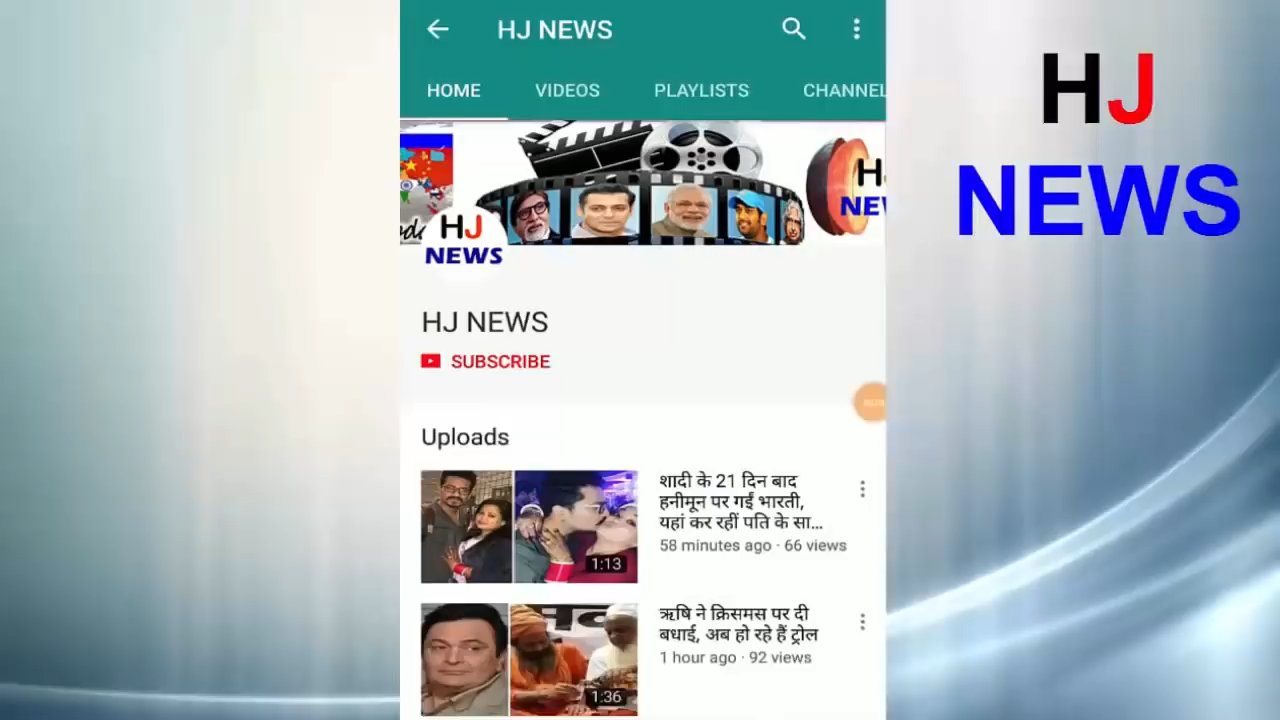 HJ NEWS
HOME VIDEOS PLAYLISTS CHANNEL
HJ
NEWS
HJ
NEWS
HJ NEWS
SUBSCRIBE
Uploads
शादी के 21 दिन बाद
हनीमून पर गईं भारती,
यहां कर रहीं पति के सा...
58 minutes ago · 66 views
1:13
ऋषि ने क्रिसमस पर दी
बधाई, अब हो रहे हैं ट्रोल
1 hour ago · 92 views
1:36